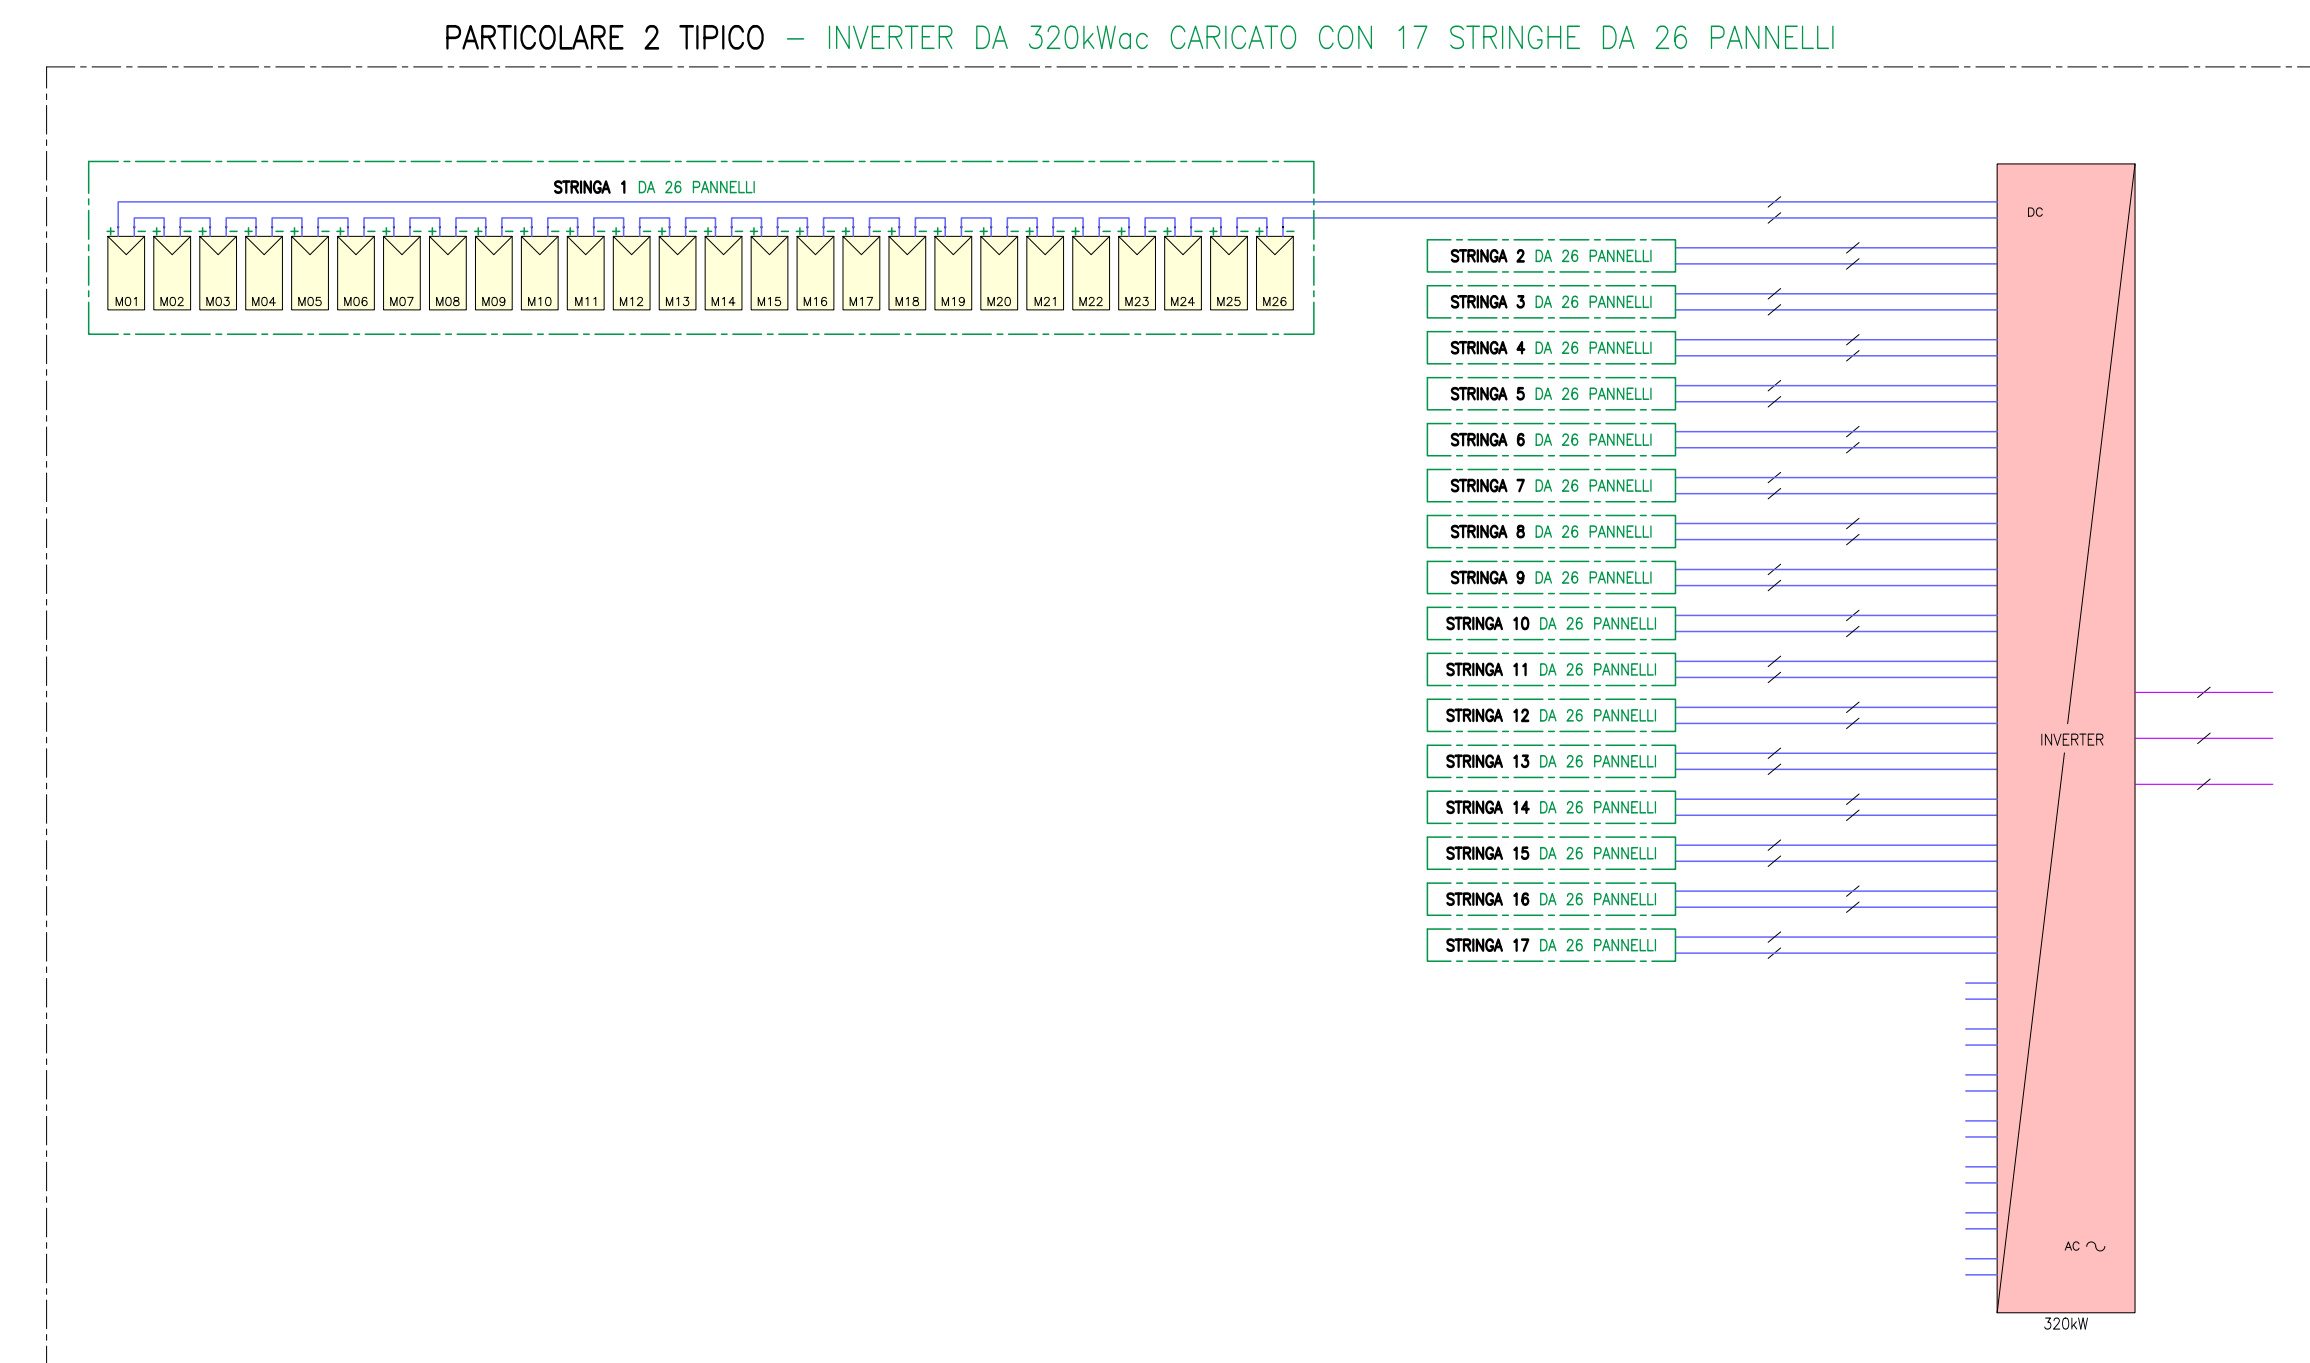 PARTICOLARE 2 TIPICO – INVERTER DA 320kWac CARICATO CON 17 STRINGHE DA 26 PANNELLI
STRINGA 1 DA 26 PANNELLI
DC
+ − + − + − + − + − + − + − + − + − + − + − + − + − + − + − + − + − + − + − + − + − + − + − + − + − + −
M01 M02 M03 M04 M05 M06 M07 M08 M09 M10 M11 M12 M13 M14 M15 M16 M17 M18 M19 M20 M21 M22 M23 M24 M25 M26
STRINGA 2 DA 26 PANNELLI
STRINGA 3 DA 26 PANNELLI
STRINGA 4 DA 26 PANNELLI
STRINGA 5 DA 26 PANNELLI
STRINGA 6 DA 26 PANNELLI
STRINGA 7 DA 26 PANNELLI
STRINGA 8 DA 26 PANNELLI
STRINGA 9 DA 26 PANNELLI
STRINGA 10 DA 26 PANNELLI
STRINGA 11 DA 26 PANNELLI
STRINGA 12 DA 26 PANNELLI
INVERTER
STRINGA 13 DA 26 PANNELLI
STRINGA 14 DA 26 PANNELLI
STRINGA 15 DA 26 PANNELLI
STRINGA 16 DA 26 PANNELLI
STRINGA 17 DA 26 PANNELLI
AC
320kW